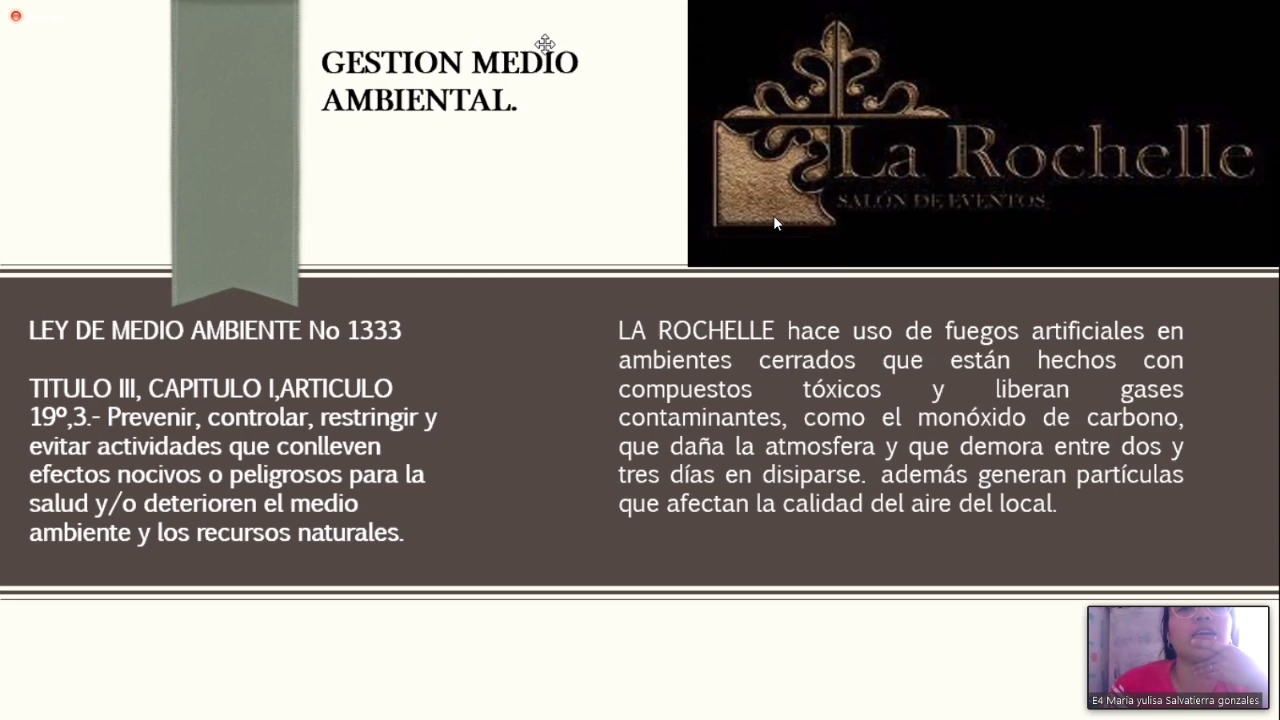 GESTION MEDIO
AMBIENTAL.
La Rochelle
SALÓN DE EVENTOS
LEY DE MEDIO AMBIENTE No 1333
TITULO III, CAPITULO I,ARTICULO
19º,3.- Prevenir, controlar, restringir y
evitar actividades que conlleven
efectos nocivos o peligrosos para la
salud y/o deterioren el medio
ambiente y los recursos naturales.
LA ROCHELLE hace uso de fuegos artificiales en
ambientes cerrados que están hechos con
compuestos tóxicos y liberan gases
contaminantes, como el monóxido de carbono,
que daña la atmosfera y que demora entre dos y
tres días en disiparse. además generan partículas
que afectan la calidad del aire del local.
E4 Maria yulisa Salvatierra gonzales